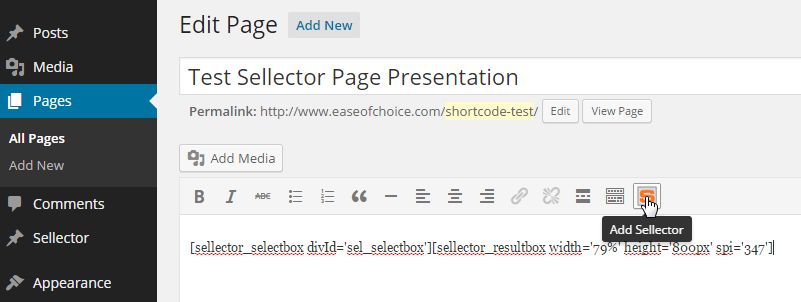 Posts
Media
Pages
All Pages
Add New
Comments
Sellector
Appearance
Edit Page Add New
Test Sellector Page Presentation
Permalink: http://www.easeofchoice.com/shortcode-test/ Edit View Page
Add Media
B I ABC
Add Sellector
[sellector_selectbox divId='sel_selectbox'][sellector_resultbox width='79%' height='800px' spi='347']